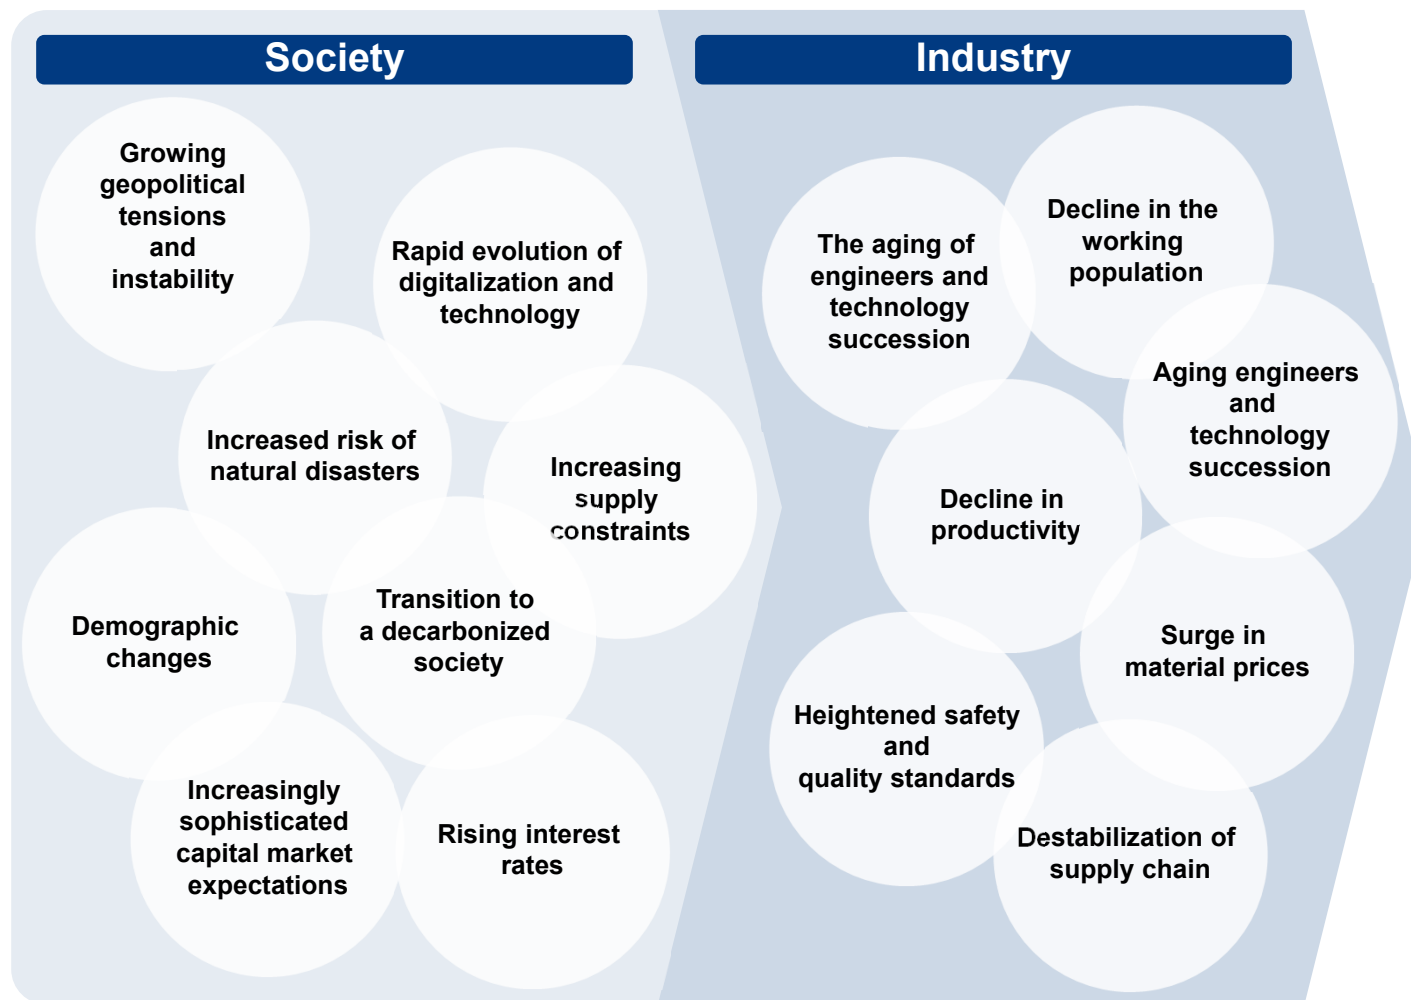 Society
Growing
geopolitical
tensions
and
instability
Rapid evolution of
digitalization and
technology
Increased risk of
natural disasters
Increasing
supply
constraints
Demographic
changes
Transition to
a decarbonized
society
Increasingly
sophisticated
capital market
expectations
Rising interest
rates
Industry
The aging of
engineers and
technology
succession
Decline in the
working
population
Aging engineers
and
technology
succession
Decline in
productivity
Surge in
material prices
Heightened safety
and
quality standards
Destabilization of
supply chain